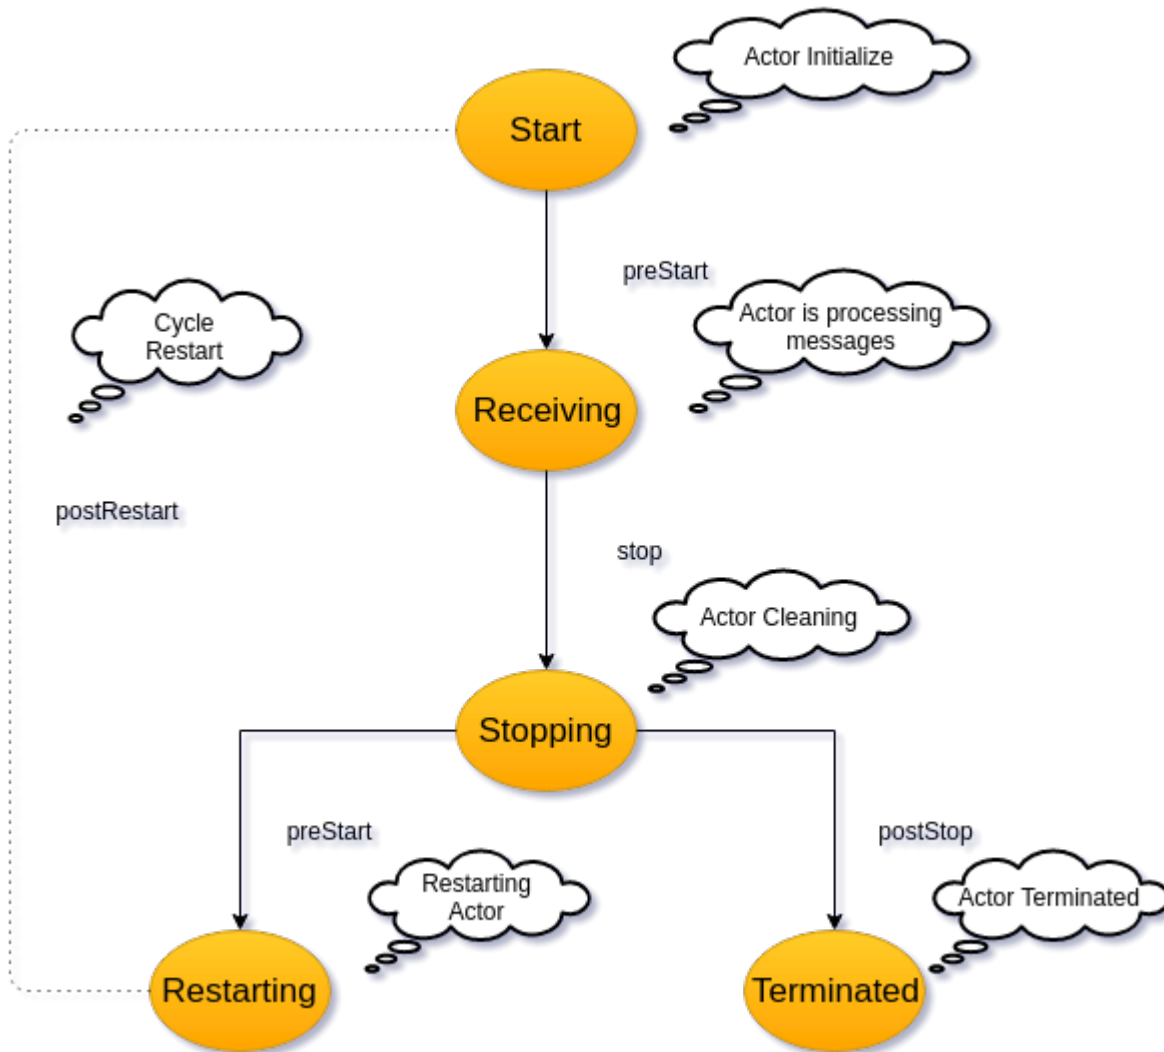 Actor Initialize
Start
preStart
Cycle
Restart
Actor is processing
messages
Receiving
postRestart
stop
Actor Cleaning
Stopping
preStart
postStop
Restarting
Actor
Actor Terminated
Restarting
Terminated